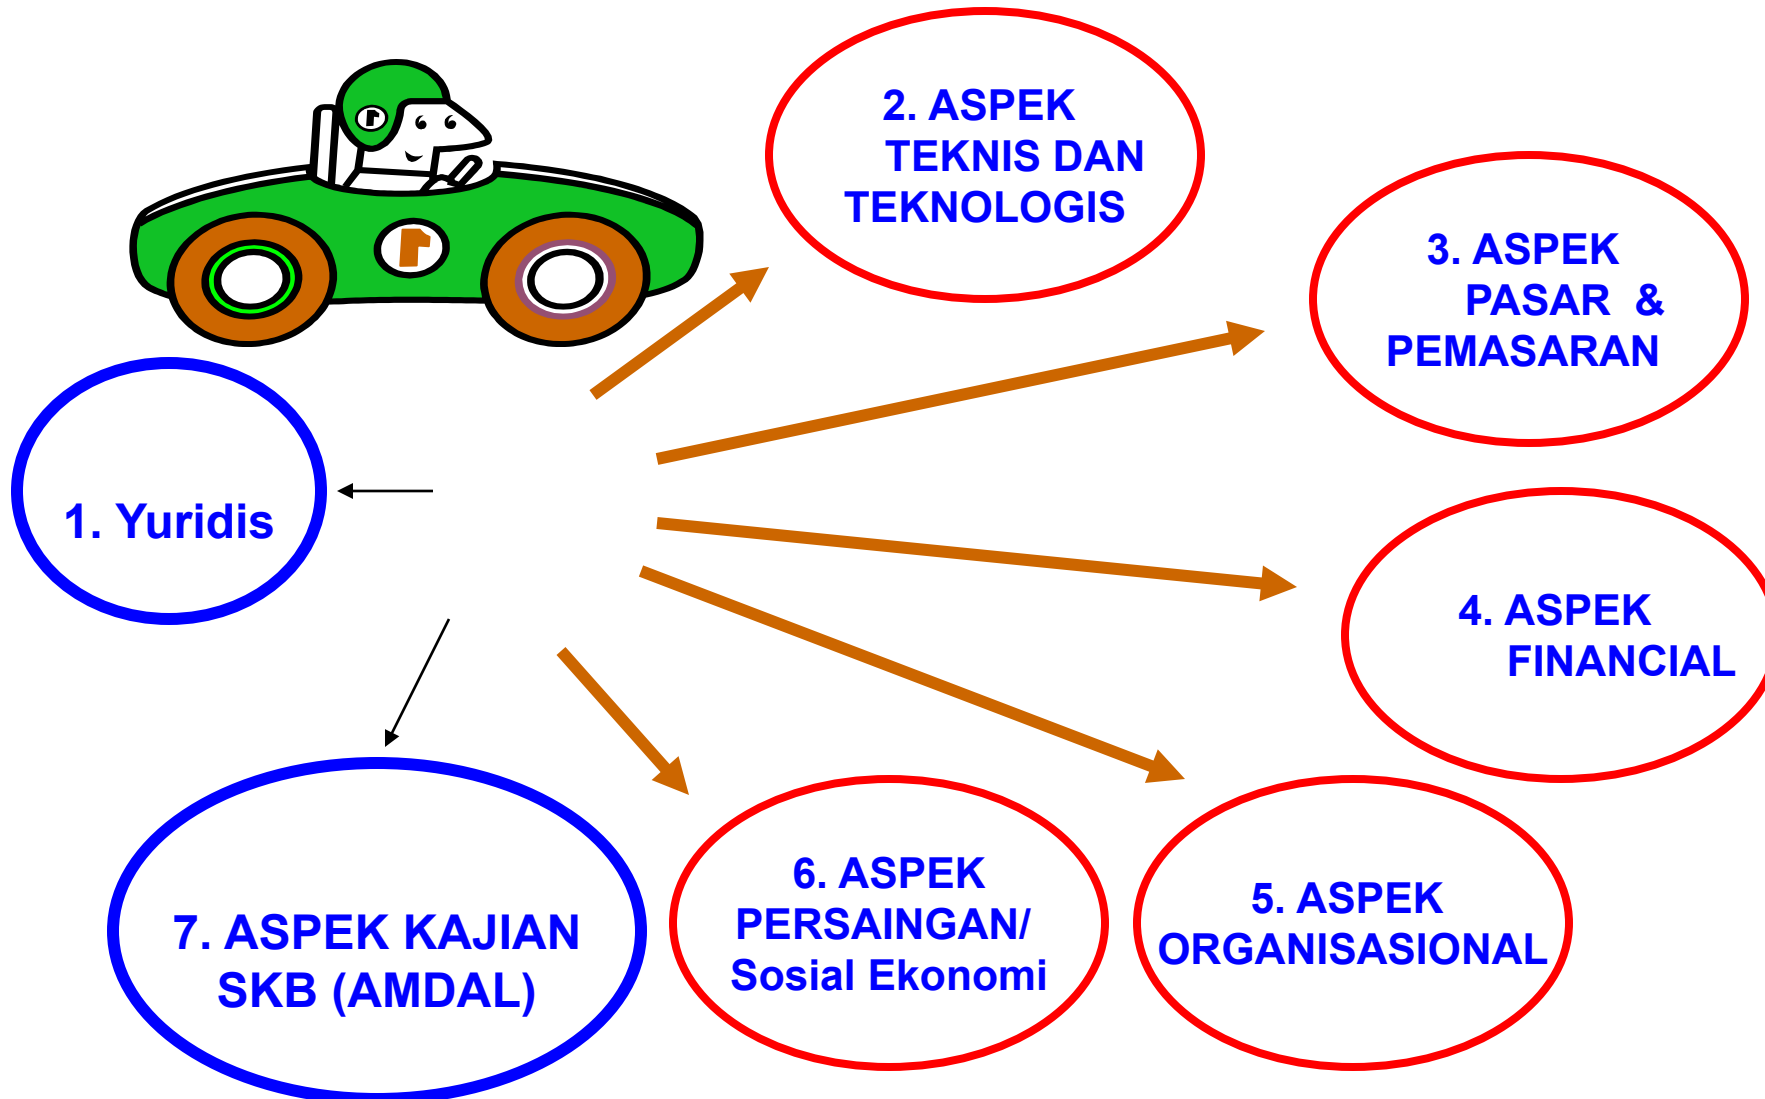 1. Yuridis
2. ASPEK
TEKNIS DAN
TEKNOLOGIS
3. ASPEK
PASAR &
PEMASARAN
4. ASPEK
FINANCIAL
5. ASPEK
ORGANISASIONAL
6. ASPEK
PERSAINGAN/
Sosial Ekonomi
7. ASPEK KAJIAN
SKB (AMDAL)